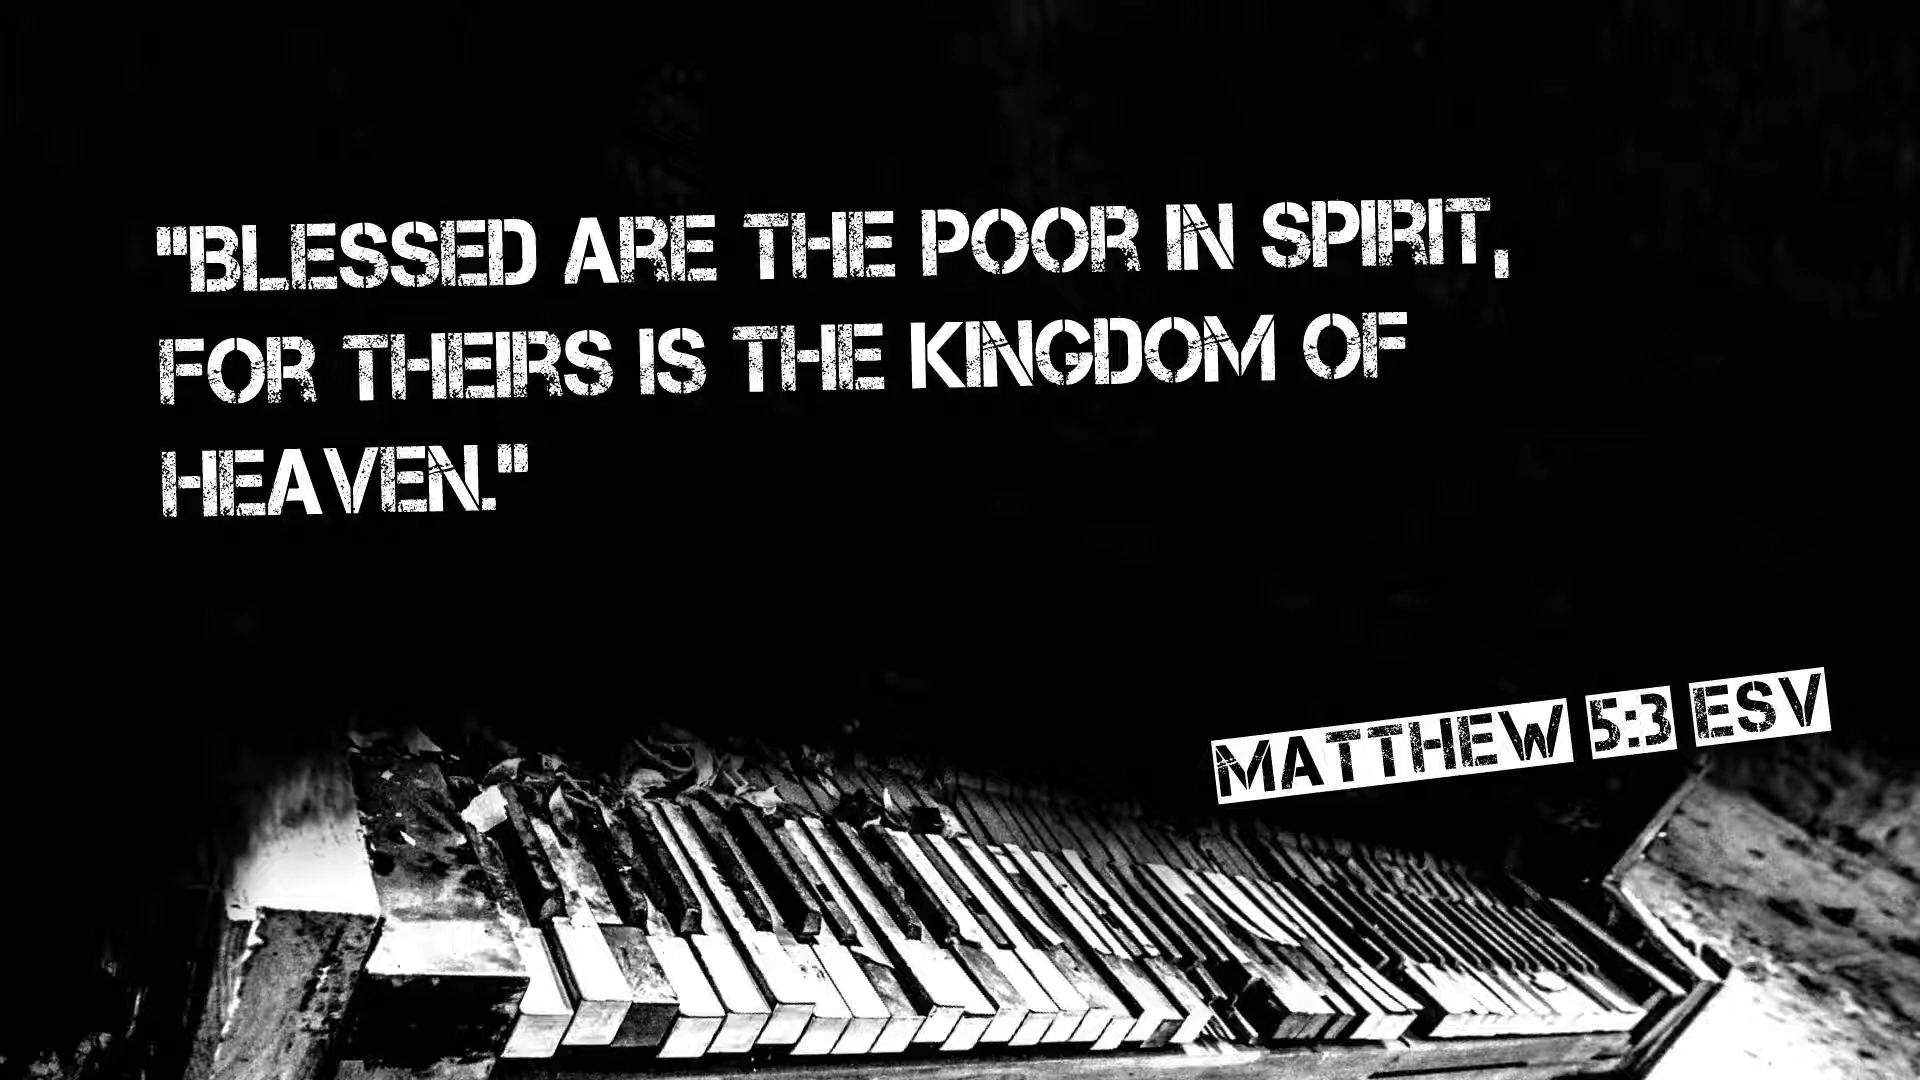 "BLESSED ARE THE POOR IN SPIRIT,
FOR THEIRS IS THE KINGDOM OF
HEAVEN."
MATTHEW 5:3 ESV